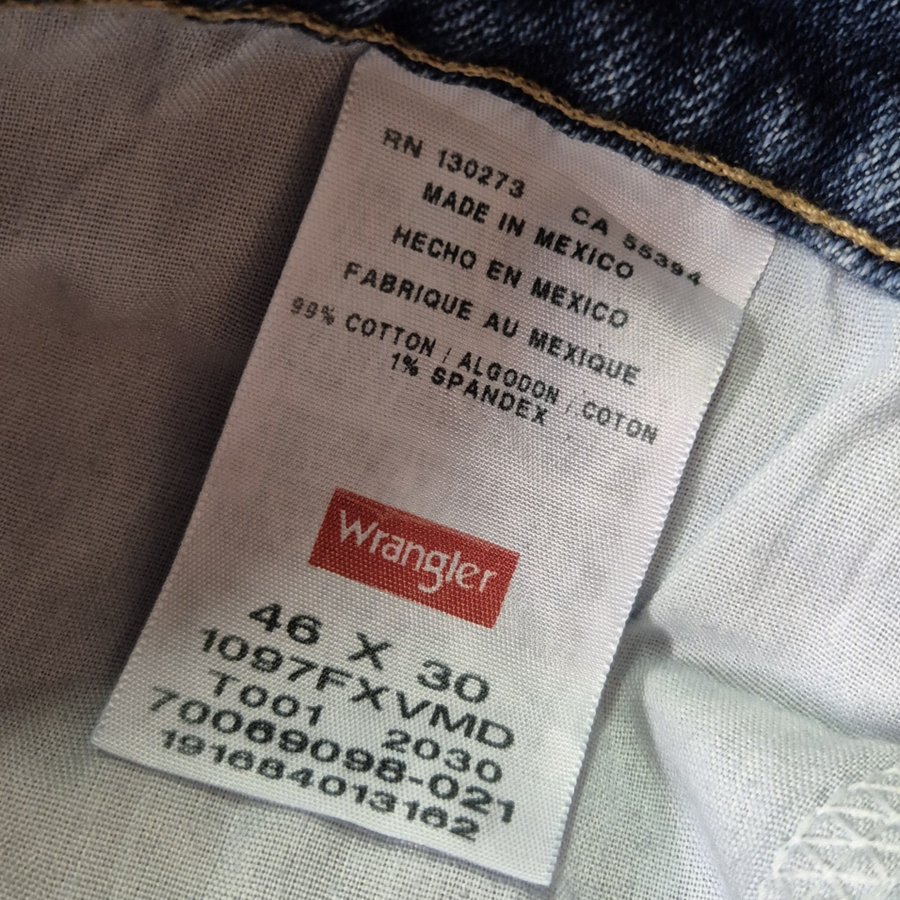 RN 130273 CA 55394
MADE IN MEXICO
HECHO EN MEXICO
FABRIQUE AU MEXIQUE
99% COTTON / ALGODON / COTON
1% SPANDEX
Wrangler
46 X 30
1097FXVMD
T001 2030
70069098-021
191684013162